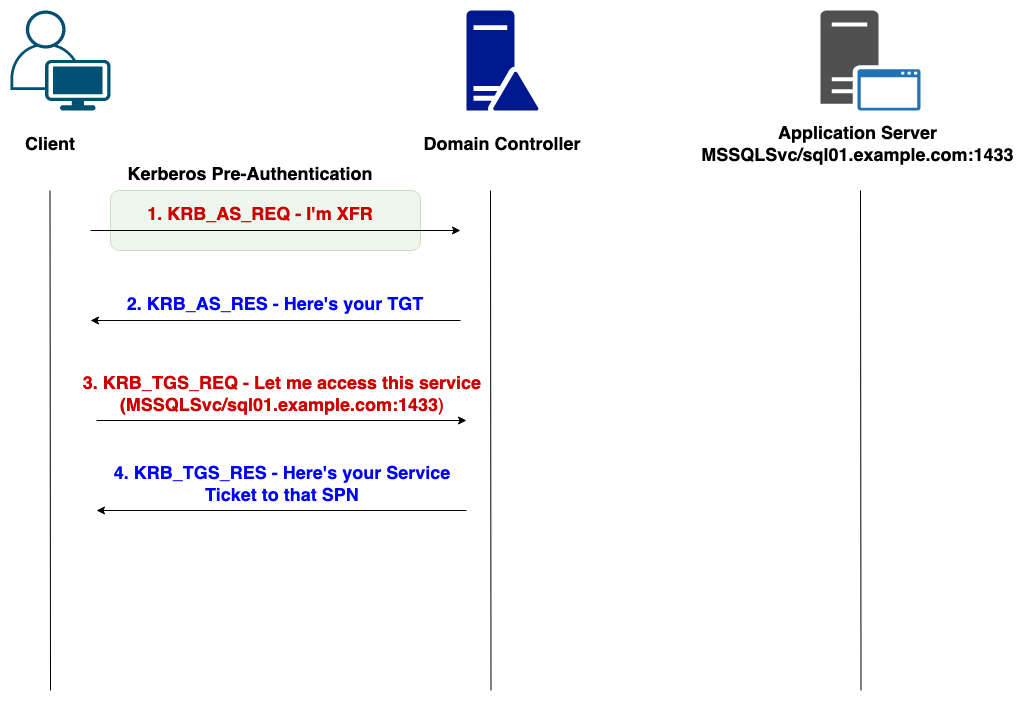 Client
Domain Controller
Application Server
MSSQLSvc/sql01.example.com:1433
Kerberos Pre-Authentication
1. KRB_AS_REQ - I'm XFR
2. KRB_AS_RES - Here's your TGT
3. KRB_TGS_REQ - Let me access this service
(MSSQLSvc/sql01.example.com:1433)
4. KRB_TGS_RES - Here's your Service
Ticket to that SPN